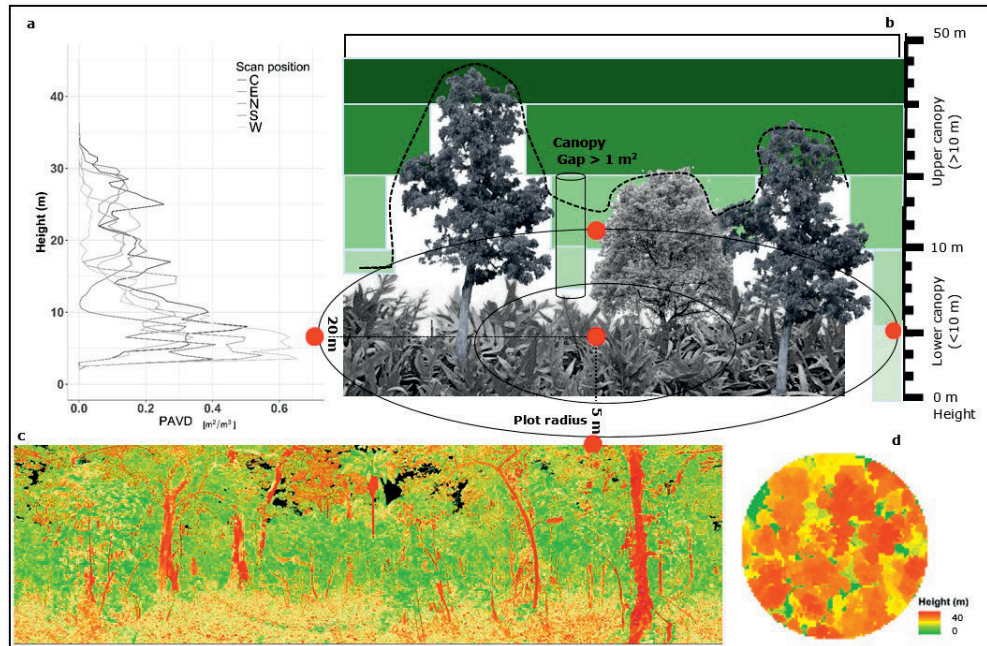 a
Scan position
C
E
N
S
W
40
30
20
10
0
Height (m)
0.0 0.2 0.4 0.6
PAVD [m²/m³]
b
50 m
Upper canopy
(>10 m)
10 m
Lower canopy
(<10 m)
0 m
Height
Canopy
Gap > 1 m²
20 m
5 m
Plot radius
c
d
Height (m)
40
0